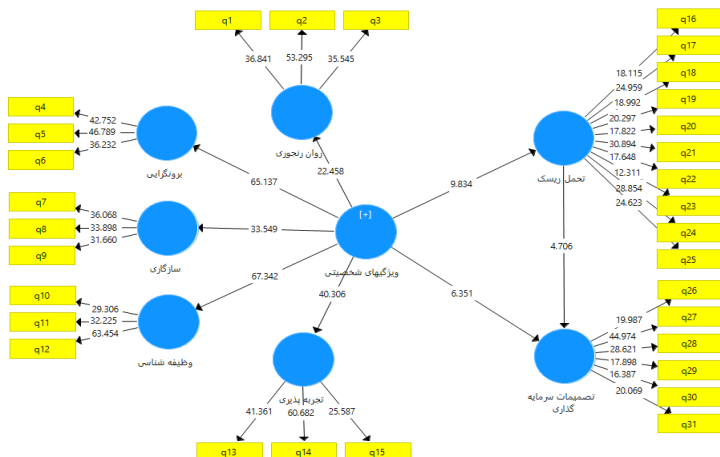 q1
q2
q3
36.841
53.295
35.545
روان رنجوری
22.458
q4
q5
q6
42.752
46.789
36.232
برونگرایی
65.137
q7
q8
q9
36.068
33.898
31.660
سازگاری
33.549
q10
q11
q12
29.306
32.225
63.454
وظیفه شناسی
67.342
[+]
ویژگیهای شخصیتی
40.306
تجربه پذیری
41.361
60.682
25.587
q13
q14
q15
9.834
تحمل ریسک
4.706
6.351
تصمیمات سرمایه
گذاری
q16
q17
q18
q19
q20
q21
q22
q23
q24
q25
18.115
24.959
18.992
20.297
17.822
30.894
17.648
12.311
28.854
24.623
q26
q27
q28
q29
q30
q31
19.987
44.974
28.621
17.898
16.387
20.069